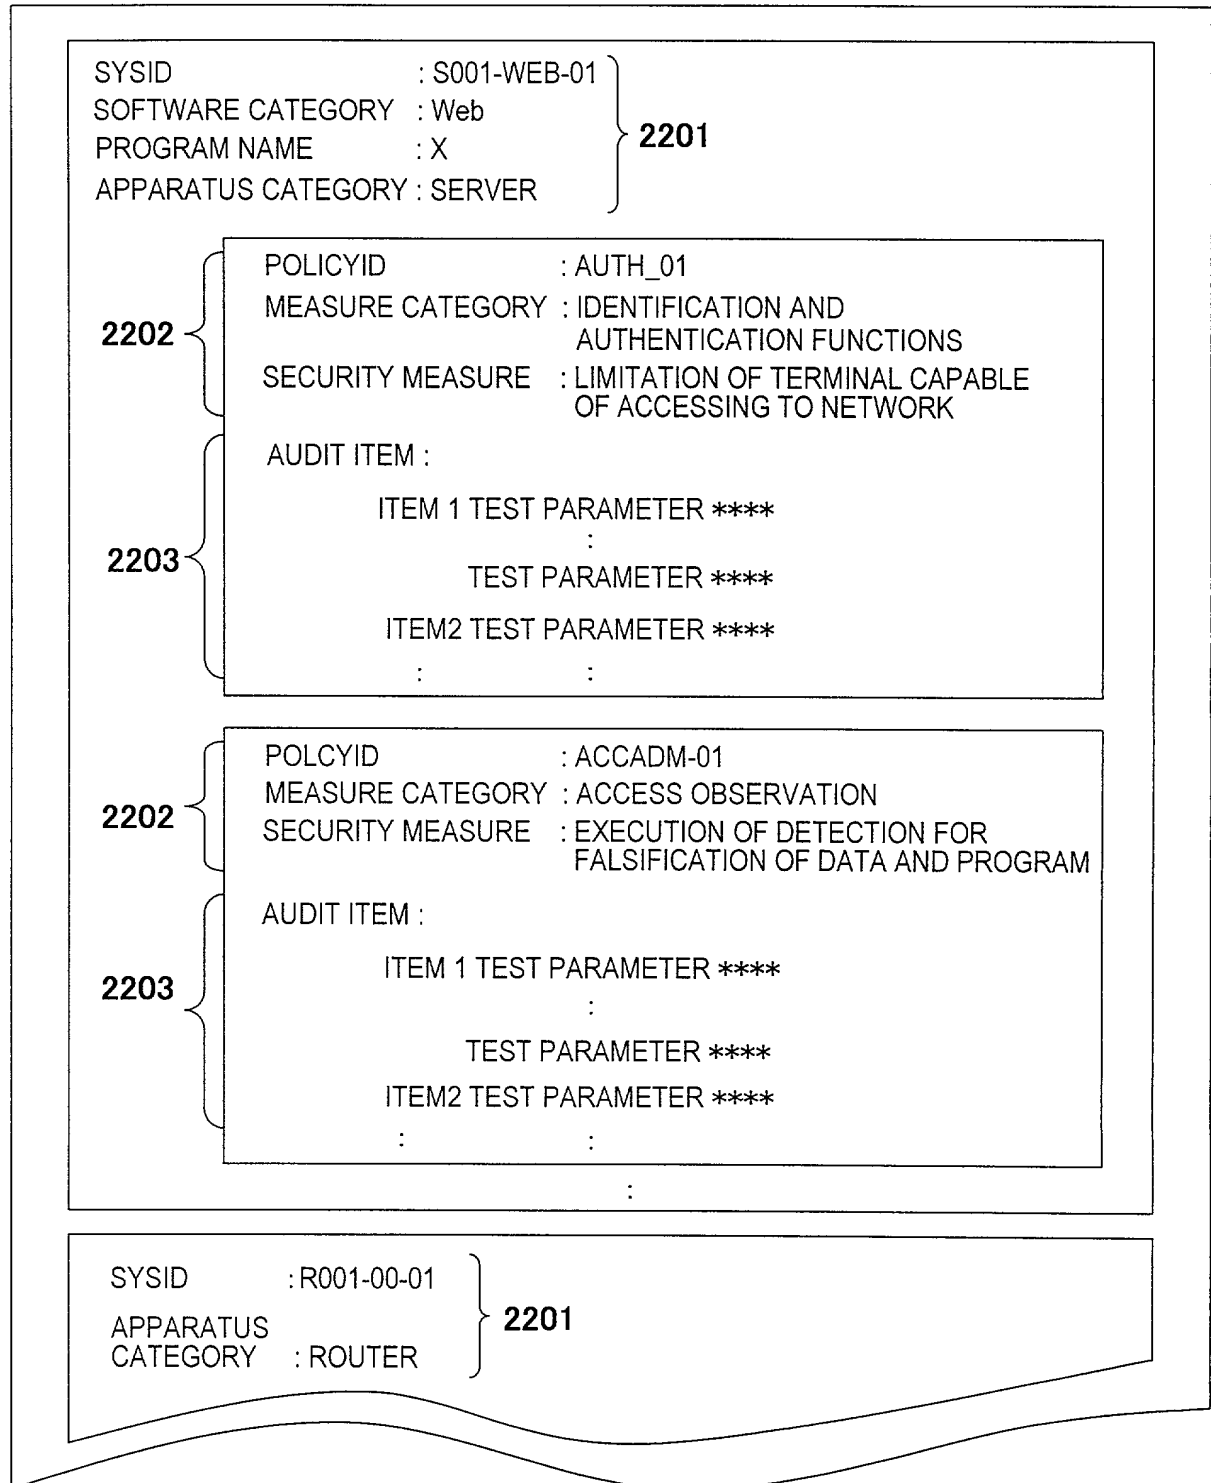 SYSID : S001-WEB-01
SOFTWARE CATEGORY : Web
2201
PROGRAM NAME : X
APPARATUS CATEGORY : SERVER
POLICYID : AUTH_01
MEASURE CATEGORY : IDENTIFICATION AND
2202
AUTHENTICATION FUNCTIONS
SECURITY MEASURE : LIMITATION OF TERMINAL CAPABLE
OF ACCESSING TO NETWORK
AUDIT ITEM :
ITEM 1 TEST PARAMETER ****
:
2203
TEST PARAMETER ****
ITEM2 TEST PARAMETER ****
: :
POLCYID : ACCADM-01
MEASURE CATEGORY : ACCESS OBSERVATION
2202
SECURITY MEASURE : EXECUTION OF DETECTION FOR
FALSIFICATION OF DATA AND PROGRAM
AUDIT ITEM :
ITEM 1 TEST PARAMETER ****
2203
:
TEST PARAMETER ****
ITEM2 TEST PARAMETER ****
: :
:
SYSID : R001-00-01
2201
APPARATUS
CATEGORY : ROUTER